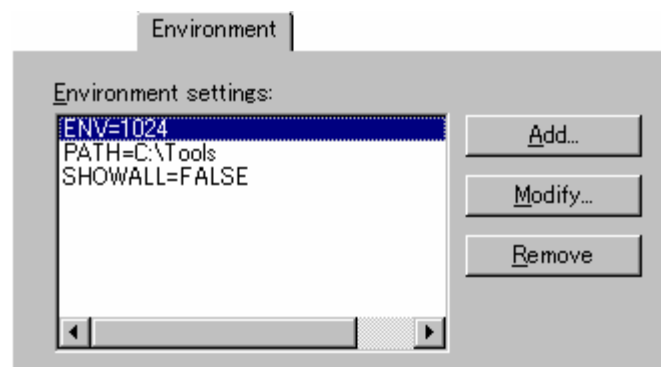 Environment
Environment settings:
ENV=1024
PATH=C:\Tools
SHOWALL=FALSE
Add...
Modify...
Remove